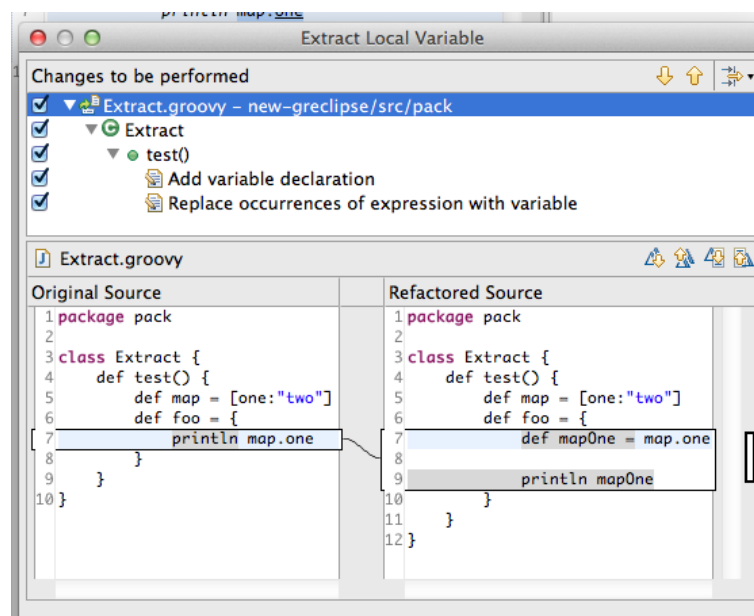 println map.one
Extract Local Variable
Changes to be performed
Extract.groovy – new-greclipse/src/pack
Extract
test()
Add variable declaration
Replace occurrences of expression with variable
Extract.groovy
Original Source
1 package pack
2
3 class Extract {
4 def test() {
5 def map = [one:"two"]
6 def foo = {
7 println map.one
8 }
9 }
10 }
Refactored Source
1 package pack
2
3 class Extract {
4 def test() {
5 def map = [one:"two"]
6 def foo = {
7 def mapOne = map.one
8
9 println mapOne
10 }
11 }
12 }